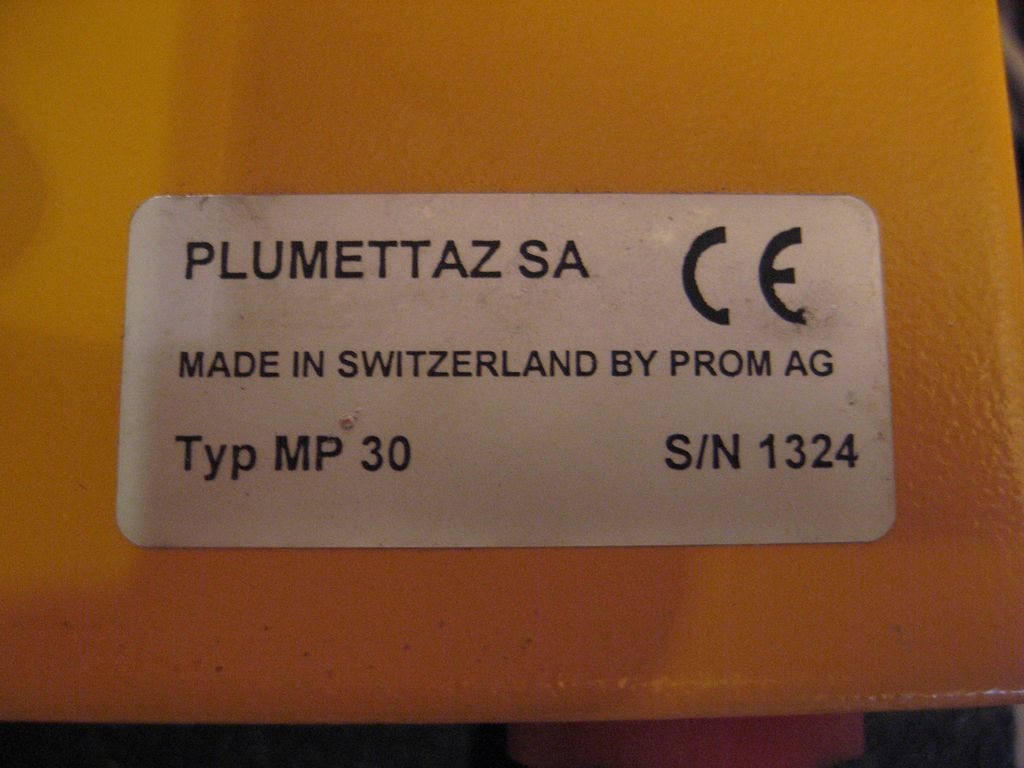 PLUMETTAZ SA CE
MADE IN SWITZERLAND BY PROM AG
Typ MP 30 S/N 1324